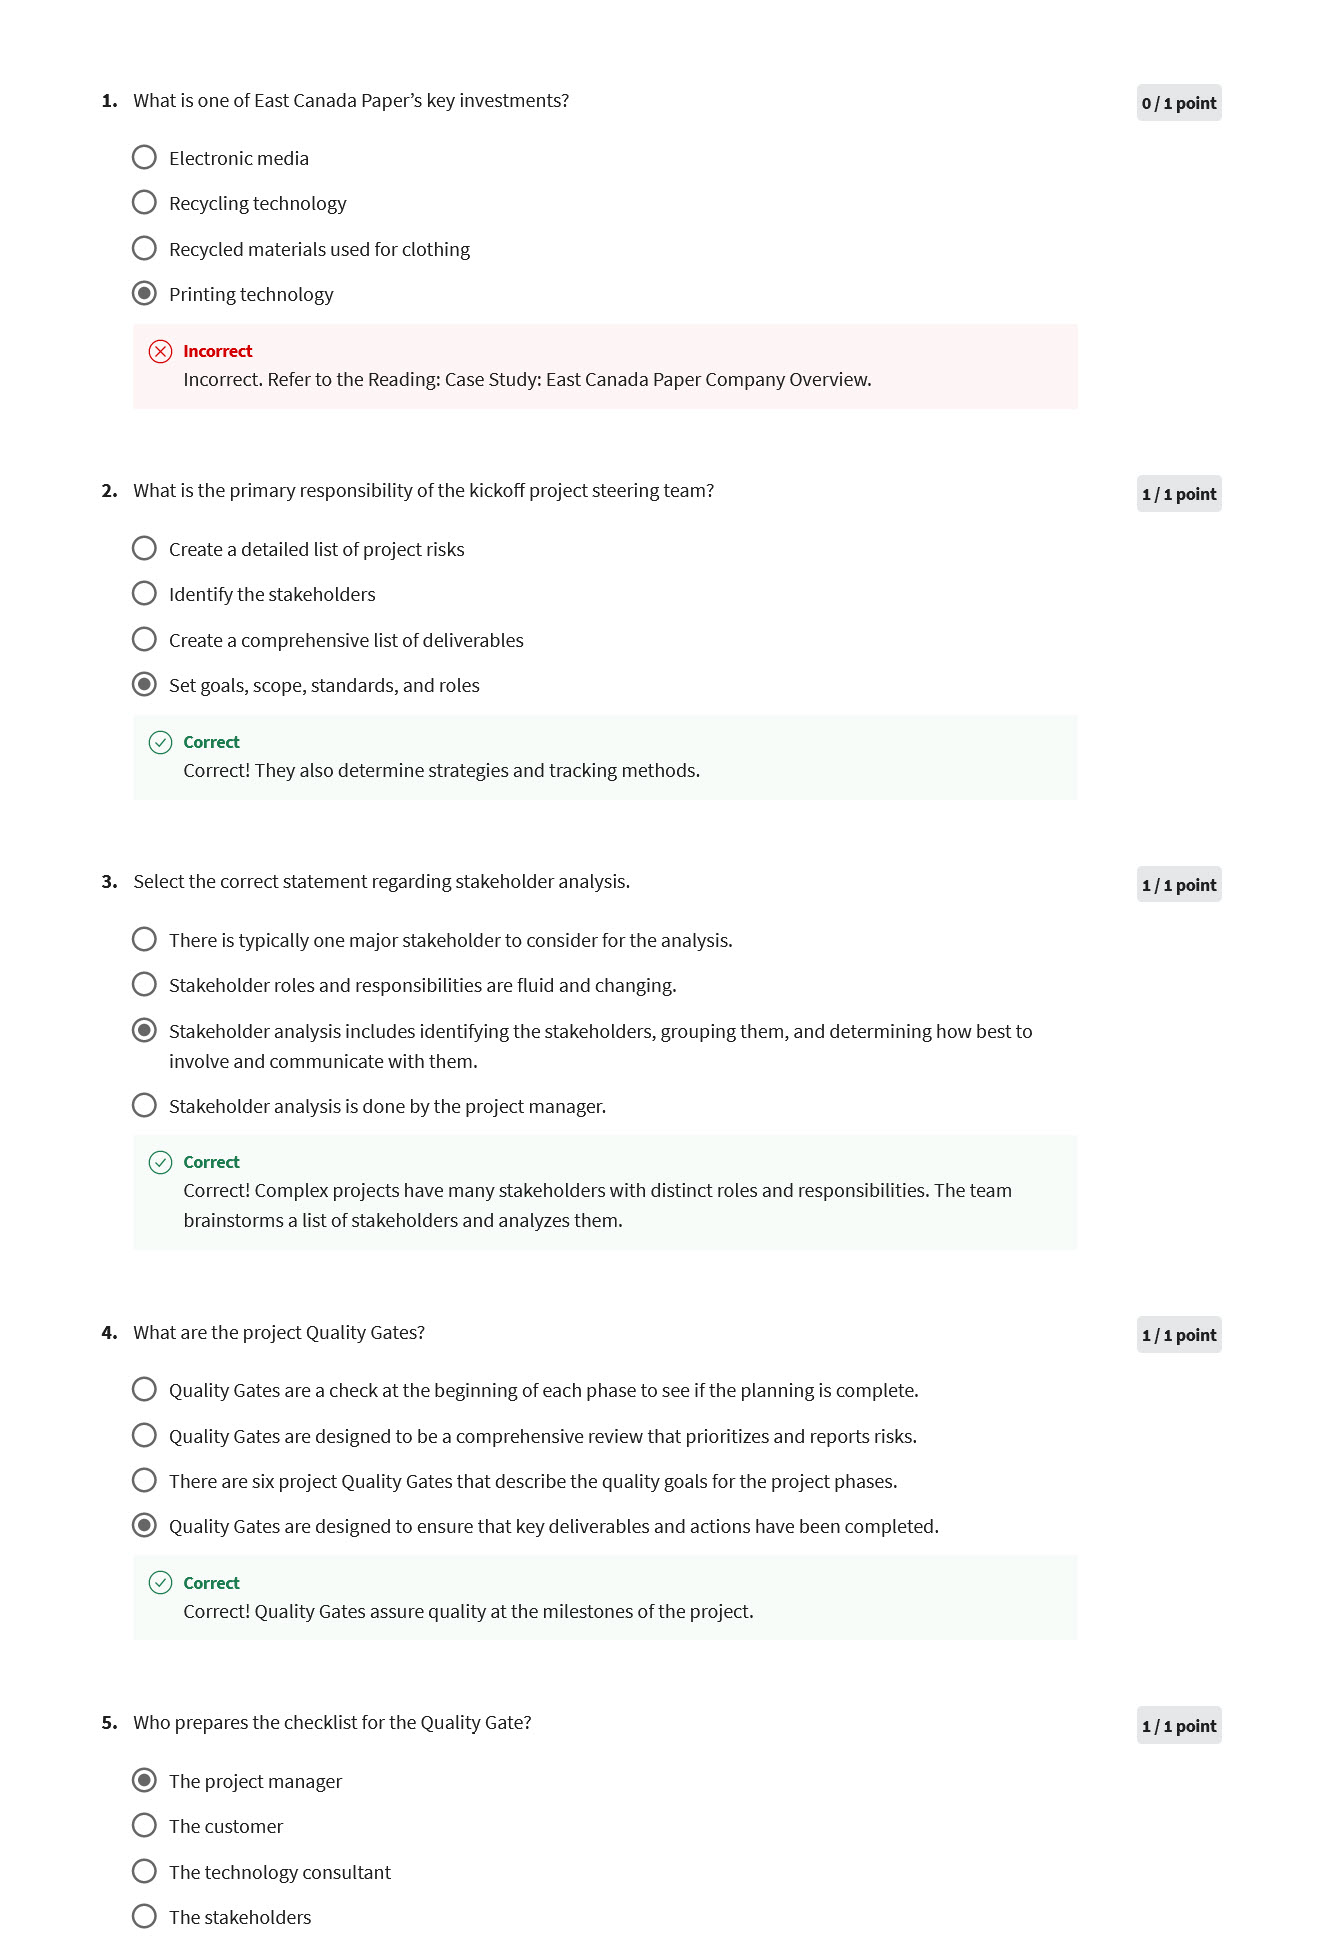 1. What is one of East Canada Paper’s key investments?
0 / 1 point
Electronic media
Recycling technology
Recycled materials used for clothing
Printing technology
Incorrect
Incorrect. Refer to the Reading: Case Study: East Canada Paper Company Overview.
2. What is the primary responsibility of the kickoff project steering team?
1 / 1 point
Create a detailed list of project risks
Identify the stakeholders
Create a comprehensive list of deliverables
Set goals, scope, standards, and roles
Correct
Correct! They also determine strategies and tracking methods.
3. Select the correct statement regarding stakeholder analysis.
1 / 1 point
There is typically one major stakeholder to consider for the analysis.
Stakeholder roles and responsibilities are fluid and changing.
Stakeholder analysis includes identifying the stakeholders, grouping them, and determining how best to
involve and communicate with them.
Stakeholder analysis is done by the project manager.
Correct
Correct! Complex projects have many stakeholders with distinct roles and responsibilities. The team
brainstorms a list of stakeholders and analyzes them.
4. What are the project Quality Gates?
1 / 1 point
Quality Gates are a check at the beginning of each phase to see if the planning is complete.
Quality Gates are designed to be a comprehensive review that prioritizes and reports risks.
There are six project Quality Gates that describe the quality goals for the project phases.
Quality Gates are designed to ensure that key deliverables and actions have been completed.
Correct
Correct! Quality Gates assure quality at the milestones of the project.
5. Who prepares the checklist for the Quality Gate?
1 / 1 point
The project manager
The customer
The technology consultant
The stakeholders